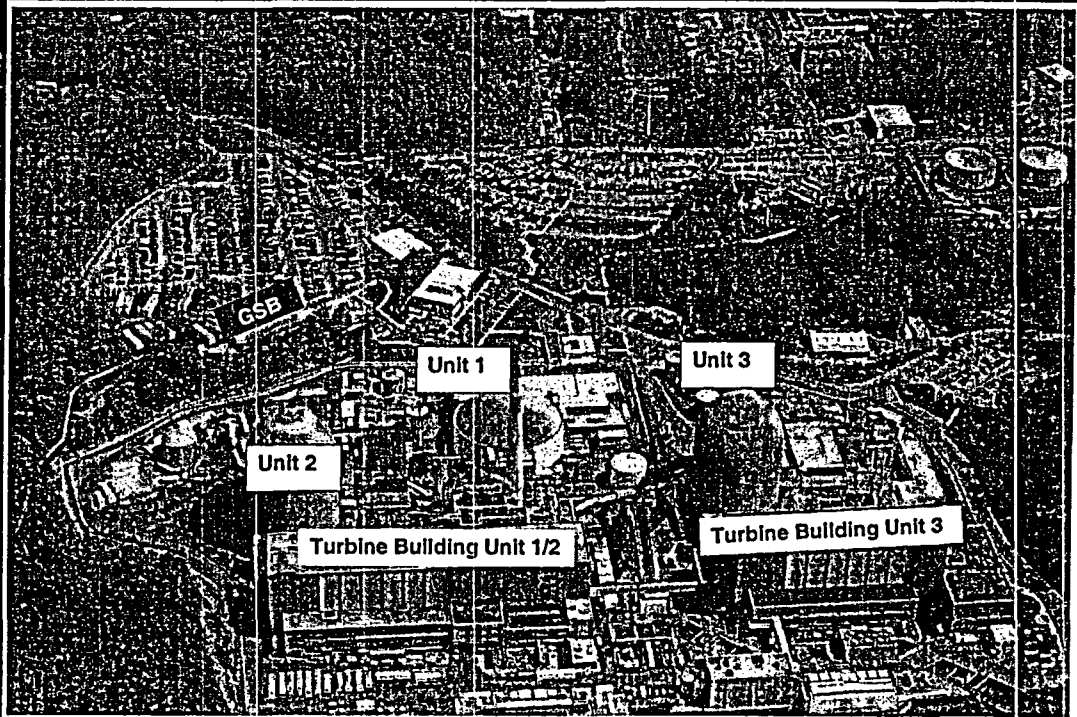 GSB
Unit 1
Unit 3
Unit 2
Turbine Building Unit 1/2
Turbine Building Unit 3